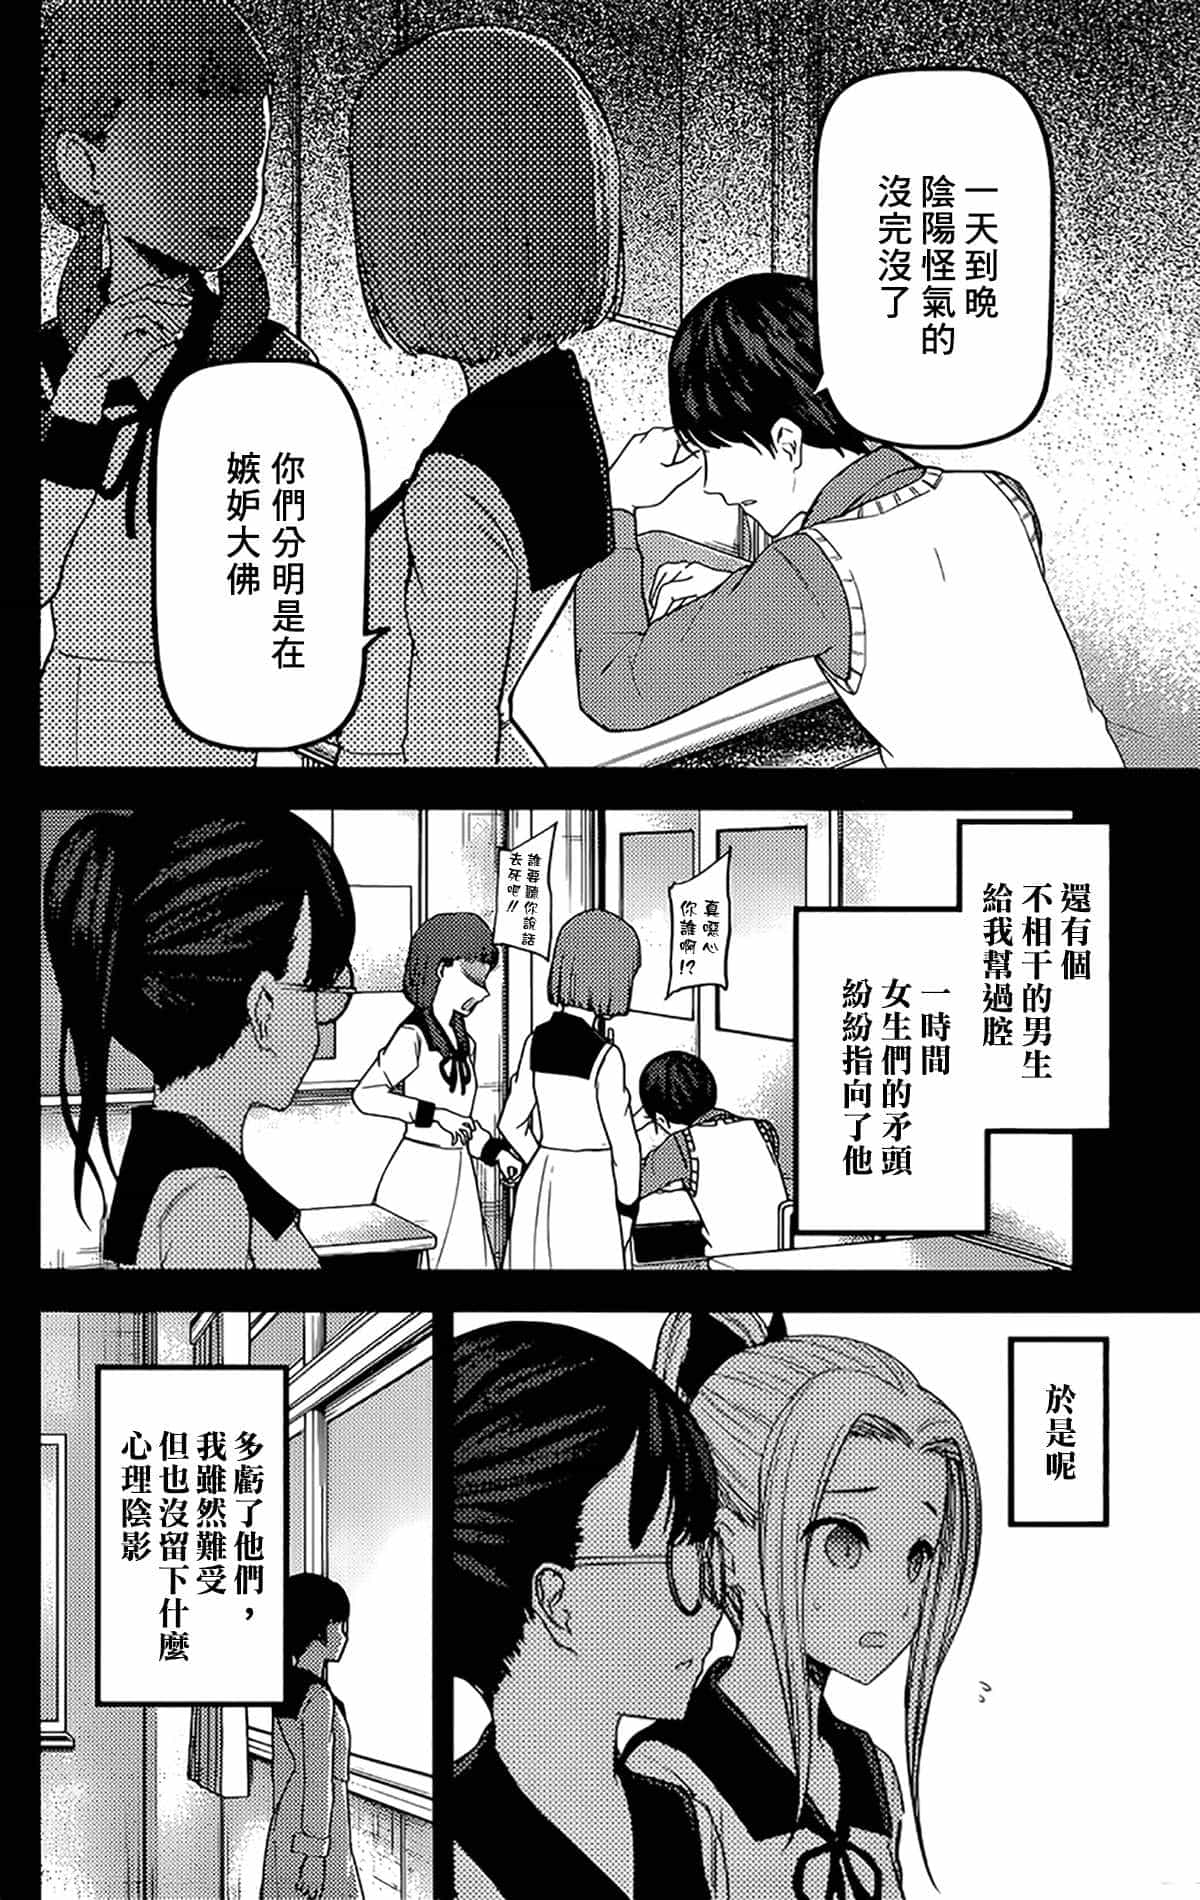 一天到晚
陰陽怪氣的
沒完沒了
你們分明是在
嫉妒大佛
還有個
不相干的男生
給我幫過腔
一時間
女生們的矛頭
紛紛指向了他
真噁心
你誰啊!?
誰要聽你說話
去死吧!!
於是呢
多虧了他們，
我雖然難受
但也沒留下什麼
心理陰影